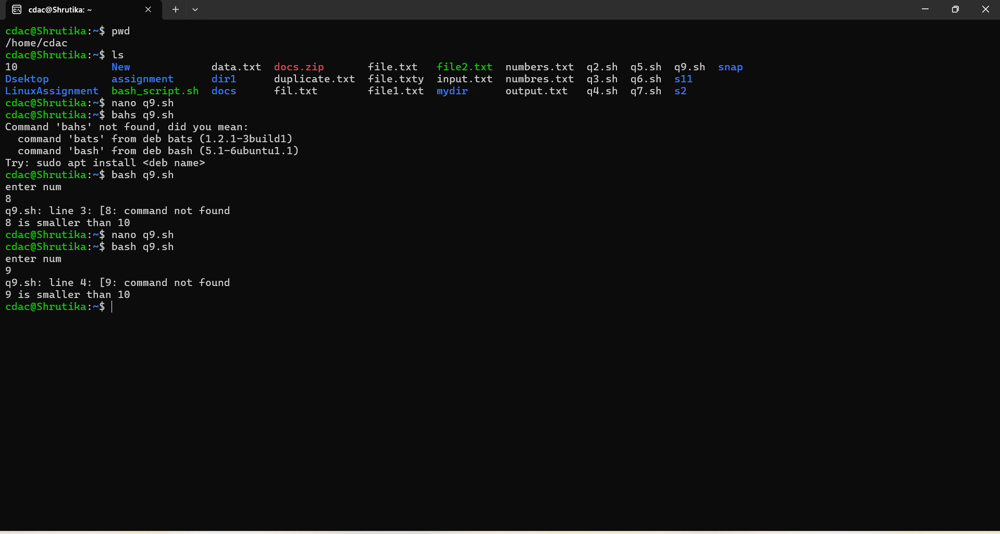 cdac@Shrutika: ~
cdac@Shrutika:~$ pwd
/home/cdac
cdac@Shrutika:~$ ls
10 New data.txt docs.zip file.txt file2.txt numbers.txt q2.sh q5.sh q9.sh snap
Dsektop assignment dir1 duplicate.txt file.txty input.txt numbres.txt q3.sh q6.sh s11
LinuxAssignment bash_script.sh docs fil.txt file1.txt mydir output.txt q4.sh q7.sh s2
cdac@Shrutika:~$ nano q9.sh
cdac@Shrutika:~$ bahs q9.sh
Command 'bahs' not found, did you mean:
  command 'bats' from deb bats (1.2.1-3build1)
  command 'bash' from deb bash (5.1-6ubuntu1.1)
Try: sudo apt install <deb name>
cdac@Shrutika:~$ bash q9.sh
enter num
8
q9.sh: line 3: [8: command not found
8 is smaller than 10
cdac@Shrutika:~$ nano q9.sh
cdac@Shrutika:~$ bash q9.sh
enter num
9
q9.sh: line 4: [9: command not found
9 is smaller than 10
cdac@Shrutika:~$